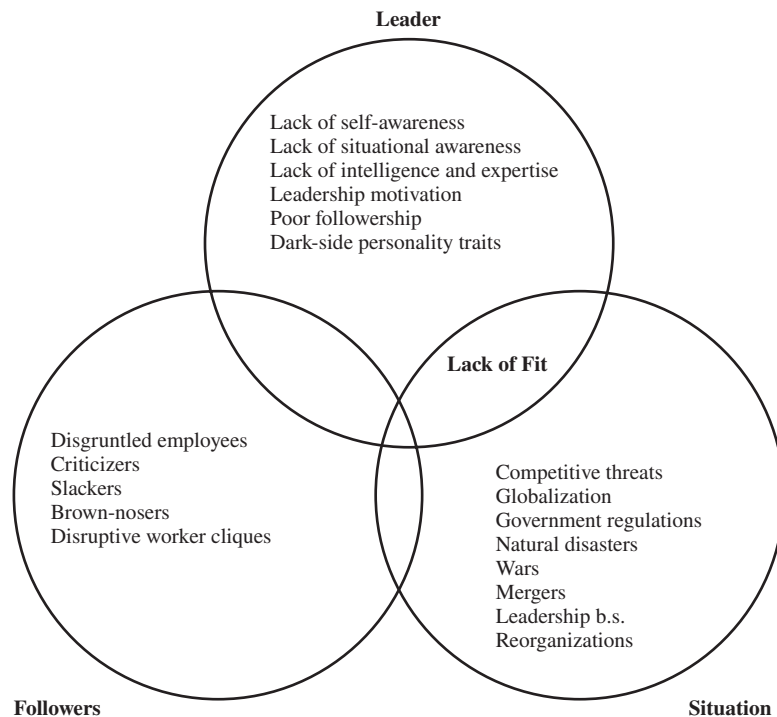 Leader
Lack of self-awareness
Lack of situational awareness
Lack of intelligence and expertise
Leadership motivation
Poor followership
Dark-side personality traits
Lack of Fit
Disgruntled employees
Criticizers
Slackers
Brown-nosers
Disruptive worker cliques
Competitive threats
Globalization
Government regulations
Natural disasters
Wars
Mergers
Leadership b.s.
Reorganizations
Followers
Situation